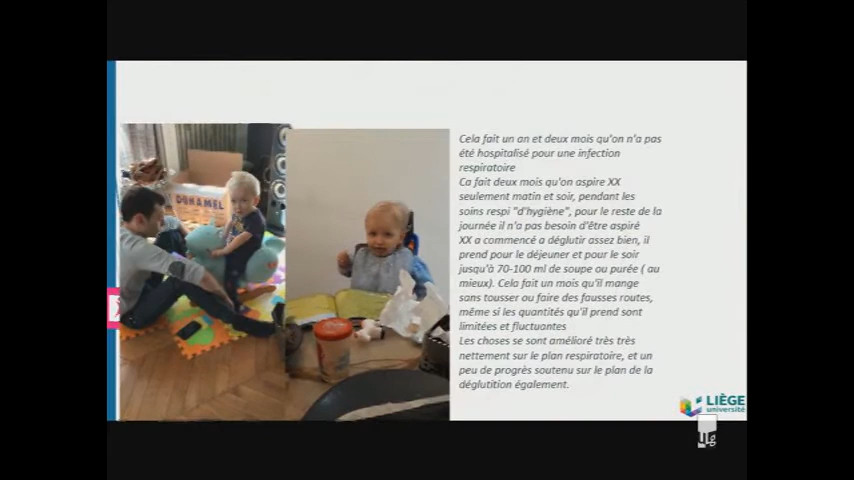 Cela fait un an et deux mois qu'on n'a pas
été hospitalisé pour une infection
respiratoire
Ca fait deux mois qu'on aspire XX
seulement matin et soir, pendant les
soins respi "d'hygiène", pour le reste de la
journée il n'a pas besoin d'être aspiré
XX a commencé a déglutir assez bien, il
prend pour le déjeuner et pour le soir
jusqu'à 70-100 ml de soupe ou purée ( au
mieux). Cela fait un mois qu'il mange
sans tousser ou faire des fausses routes,
même si les quantités qu'il prend sont
limitées et fluctuantes
Les choses se sont amélioré très très
nettement sur le plan respiratoire, et un
peu de progrès soutenu sur le plan de la
déglutition également.
DUHAMEL
LIÈGE
université